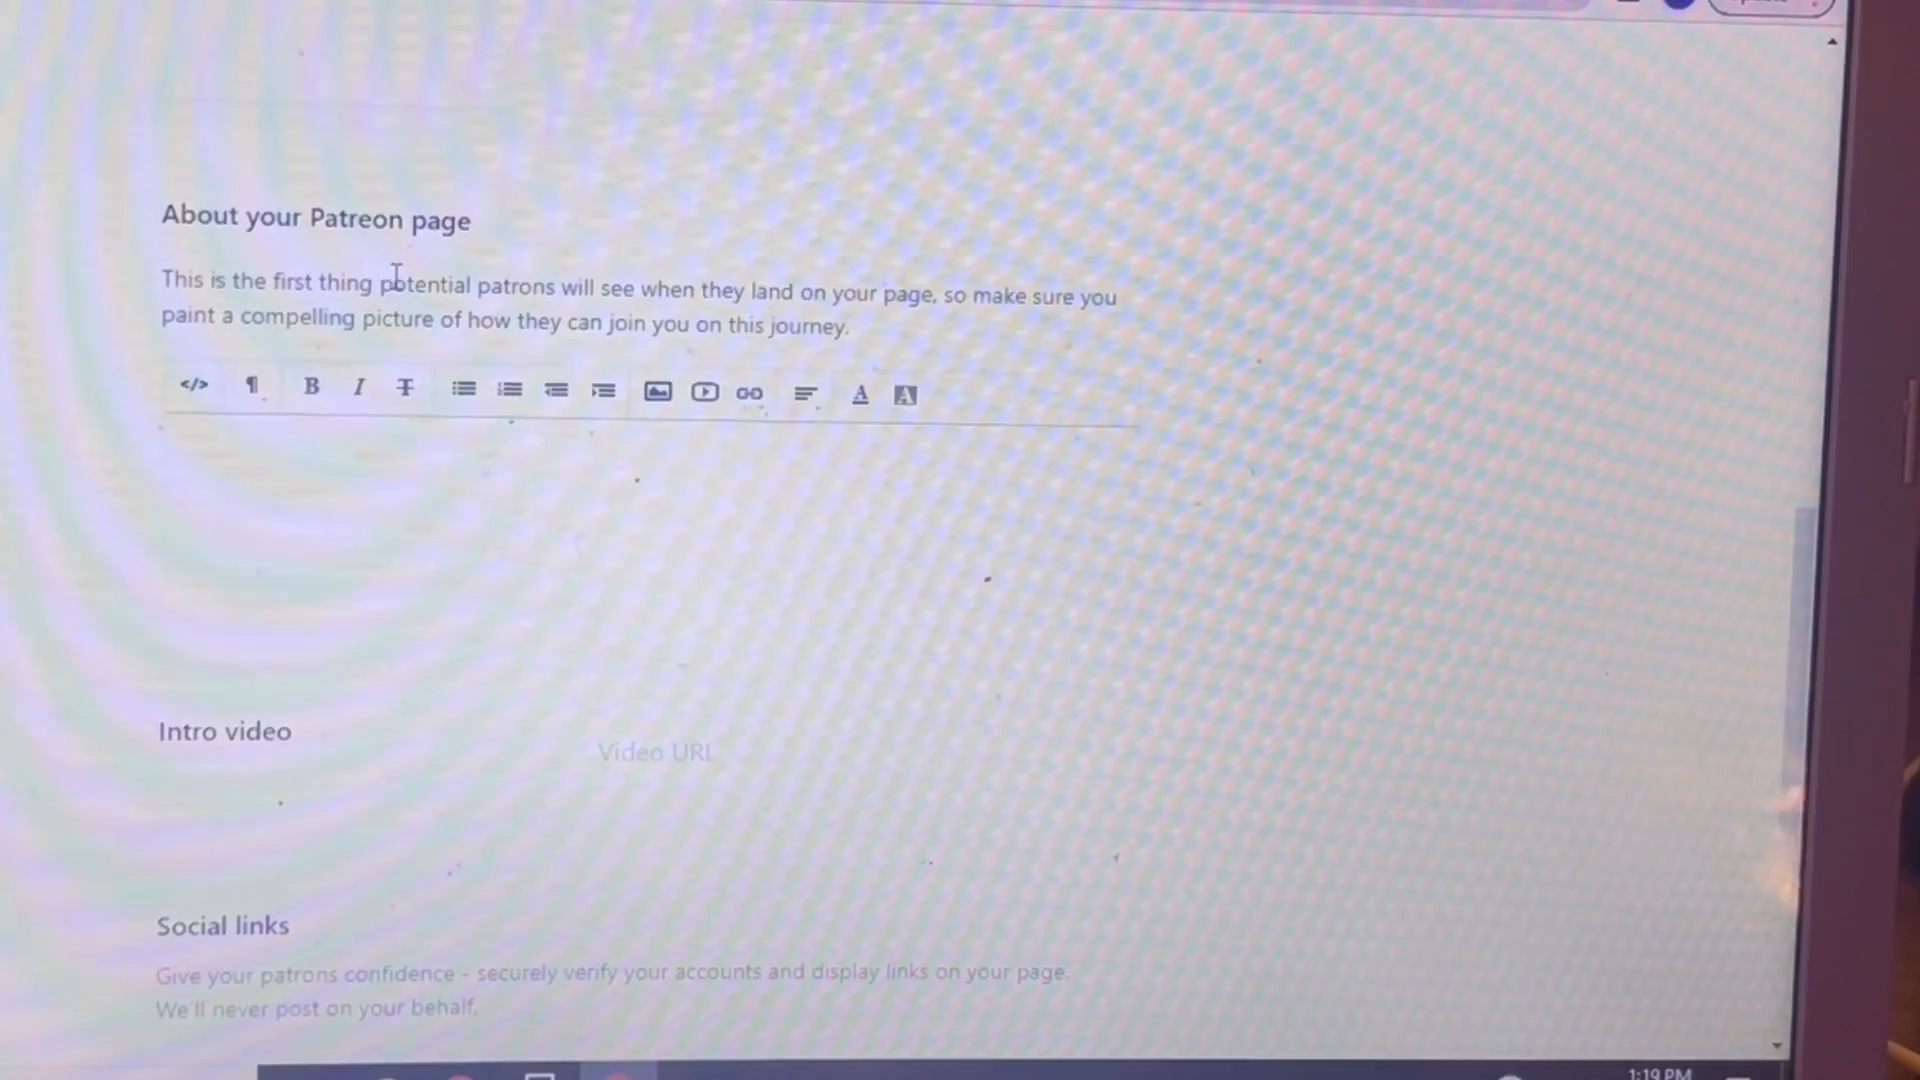 About your Patreon page
This is the first thing potential patrons will see when they land on your page, so make sure you
paint a compelling picture of how they can join you on this journey.
</> ¶ B I T A A
Intro video
Video URL
Social links
Give your patrons confidence - securely verify your accounts and display links on your page.
We'll never post on your behalf.
1:19 PM